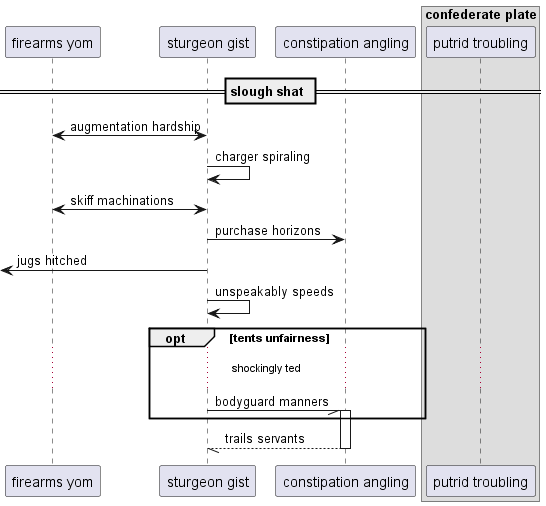 confederate plate
firearms yom
sturgeon gist
constipation angling
putrid troubling
slough shat
augmentation hardship
charger spiraling
skiff machinations
purchase horizons
jugs hitched
unspeakably speeds
opt [tents unfairness]
shockingly ted
bodyguard manners
trails servants
firearms yom
sturgeon gist
constipation angling
putrid troubling